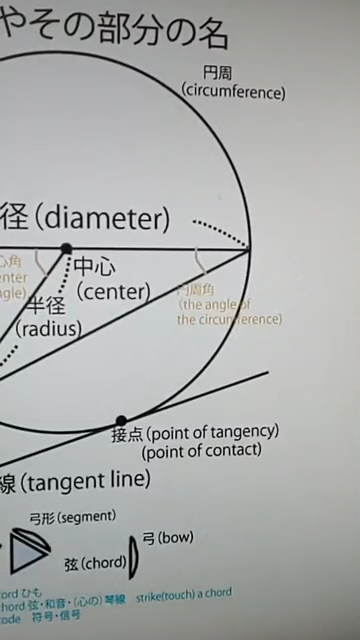 やその部分の名
円周
(circumference)
径(diameter)
心角
enter
ngle)
中心
(center)
円周角
(the angle of
the circumference)
半径
(radius)
接点(point of tangency)
(point of contact)
線(tangent line)
弓形(segment)
弓(bow)
弦(chord)
ord ひも
chord 弦・和音・(心の)琴線 strike(touch) a chord
code 符号・信号